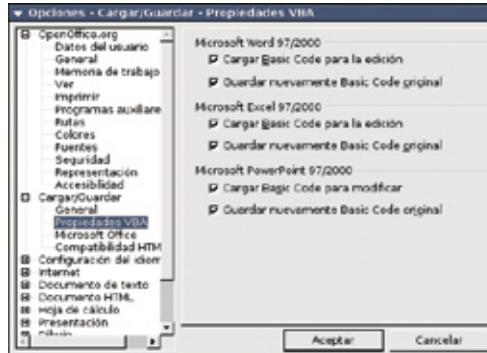 Opciones - Cargar/Guardar - Propiedades VBA
OpenOffice.org
Datos del usuario
General
Memoria de trabajo
Ver
Imprimir
Programas auxiliare
Rutas
Colores
Fuentes
Seguridad
Representación
Accesibilidad
Cargar/Guardar
General
Propiedades VBA
Microsoft Office
Compatibilidad HTM
Configuración del idiom
Internet
Documento de texto
Documento HTML
Hoja de cálculo
Presentación
Dibujo
Microsoft Word 97/2000
Cargar Basic Code para la edición
Guardar nuevamente Basic Code original
Microsoft Excel 97/2000
Cargar Basic Code para la edición
Guardar nuevamente Basic Code original
Microsoft PowerPoint 97/2000
Cargar Basic Code para modificar
Guardar nuevamente Basic Code original
Aceptar
Cancelar